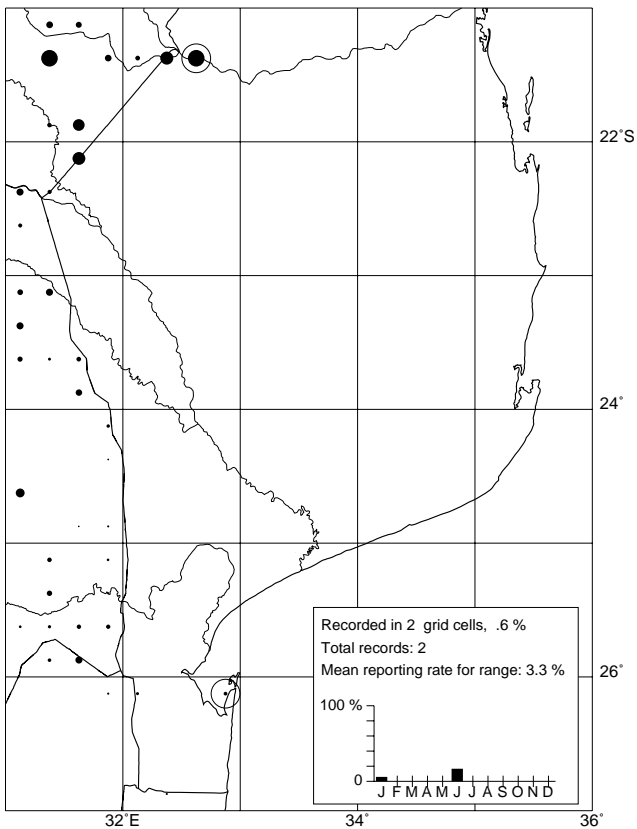 22°S
24°
Recorded in 2 grid cells, .6 %
Total records: 2
Mean reporting rate for range: 3.3 %
26°
100 %
0
J F M A M J J A S O N D
32°E
34°
36°